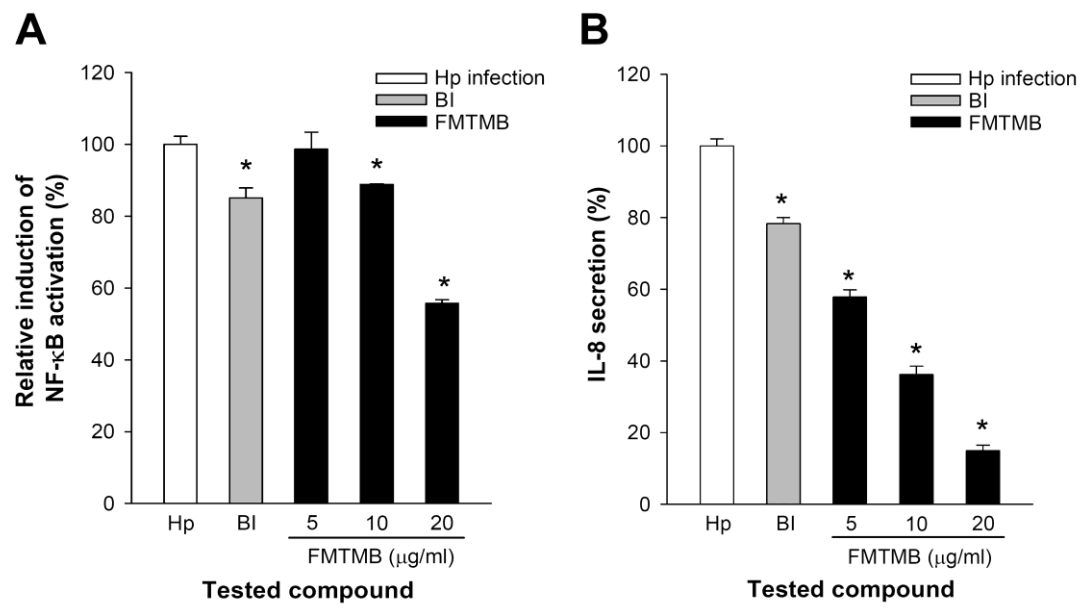 A
120
100
80
60
40
20
0
Relative induction of
NF-κB activation (%)
Hp infection
BI
FMTMB
*
*
*
Hp BI 5 10 20
FMTMB (μg/ml)
Tested compound
B
120
100
80
60
40
20
0
IL-8 secretion (%)
Hp infection
BI
FMTMB
*
*
*
*
Hp BI 5 10 20
FMTMB (μg/ml)
Tested compound